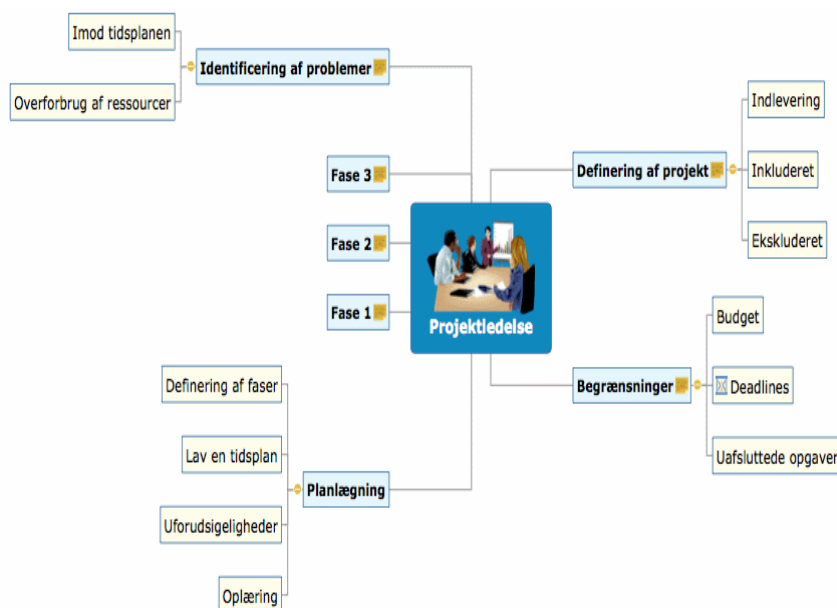 Imod tidsplanen
Overforbrug af ressourcer
Identificering af problemer
Fase 3
Fase 2
Fase 1
Projektledelse
Definering af projekt
Indlevering
Inkluderet
Ekskluderet
Begrænsninger
Budget
Deadlines
Uafsluttede opgaver
Planlægning
Definering af faser
Lav en tidsplan
Uforudsigeligheder
Oplæring